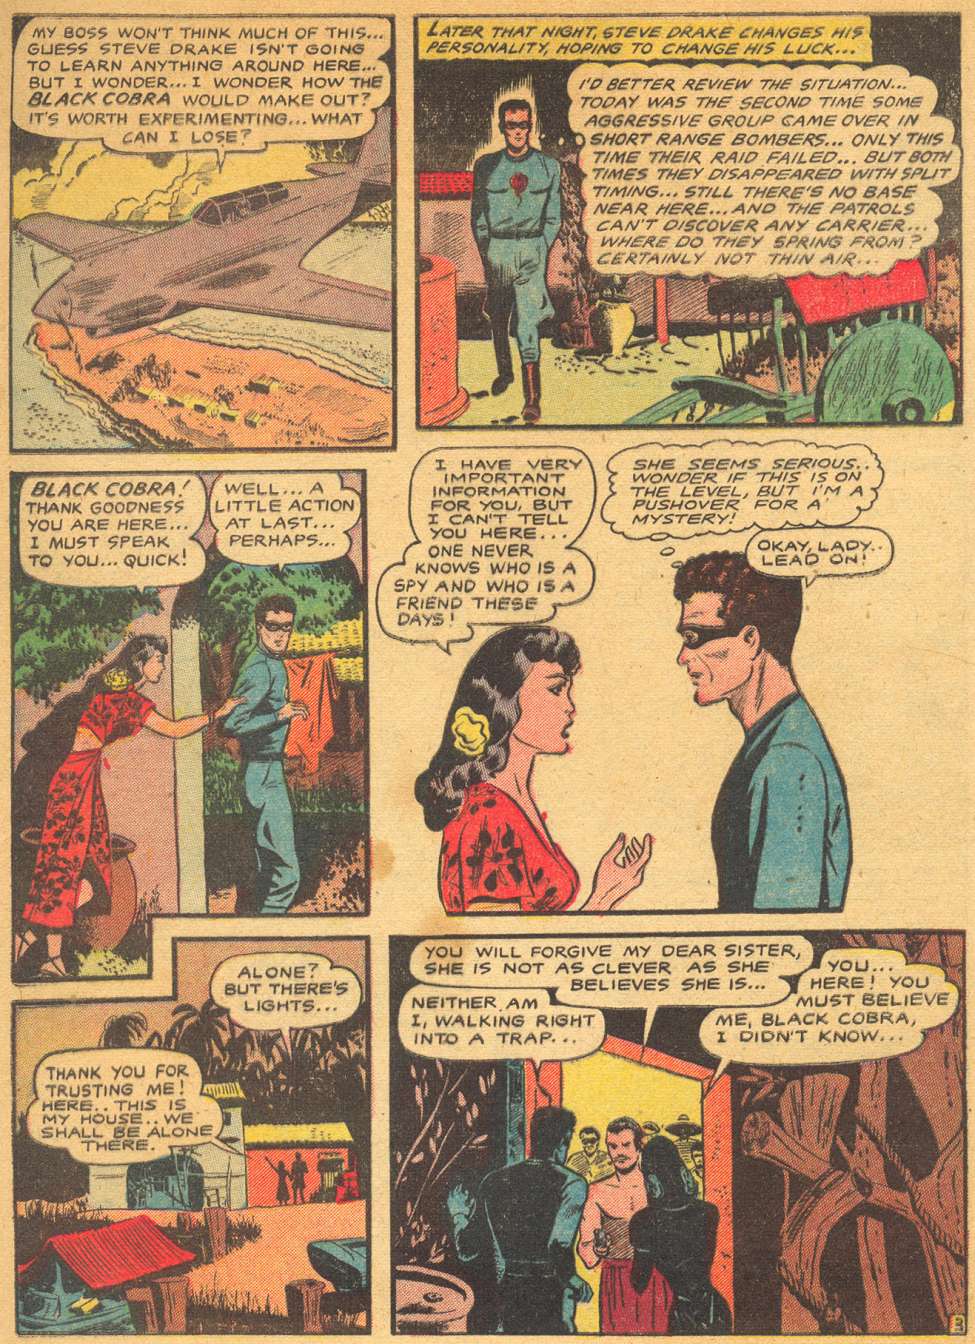 MY BOSS WON'T THINK MUCH OF THIS...
GUESS STEVE DRAKE ISN'T GOING
TO LEARN ANYTHING AROUND HERE...
BUT I WONDER... I WONDER HOW THE
BLACK COBRA WOULD MAKE OUT?
IT'S WORTH EXPERIMENTING... WHAT
CAN I LOSE?
LATER THAT NIGHT, STEVE DRAKE CHANGES HIS
PERSONALITY, HOPING TO CHANGE HIS LUCK...
I'D BETTER REVIEW THE SITUATION...
TODAY WAS THE SECOND TIME SOME
AGGRESSIVE GROUP CAME OVER IN
SHORT RANGE BOMBERS... ONLY THIS
TIME THEIR RAID FAILED... BUT BOTH
TIMES THEY DISAPPEARED WITH SPLIT
TIMING... STILL THERE'S NO BASE
NEAR HERE... AND THE PATROLS
CAN'T DISCOVER ANY CARRIER...
WHERE DO THEY SPRING FROM?
CERTAINLY NOT THIN AIR...
BLACK COBRA!
THANK GOODNESS
YOU ARE HERE...
I MUST SPEAK
TO YOU... QUICK!
WELL... A
LITTLE ACTION
AT LAST...
PERHAPS...
I HAVE VERY
IMPORTANT
INFORMATION
FOR YOU, BUT
I CAN'T TELL
YOU HERE...
ONE NEVER
KNOWS WHO IS A
SPY AND WHO IS A
FRIEND THESE
DAYS!
SHE SEEMS SERIOUS..
WONDER IF THIS IS ON
THE LEVEL, BUT I'M A
PUSHOVER FOR A
MYSTERY!
OKAY, LADY..
LEAD ON!
THANK YOU FOR
TRUSTING ME!
HERE.. THIS IS
MY HOUSE.. WE
SHALL BE ALONE
THERE.
ALONE?
BUT THERE'S
LIGHTS...
YOU WILL FORGIVE MY DEAR SISTER,
SHE IS NOT AS CLEVER AS SHE
BELIEVES SHE IS...
NEITHER AM
I, WALKING RIGHT
INTO A TRAP...
YOU...
HERE! YOU
MUST BELIEVE
ME, BLACK COBRA,
I DIDN'T KNOW...
3